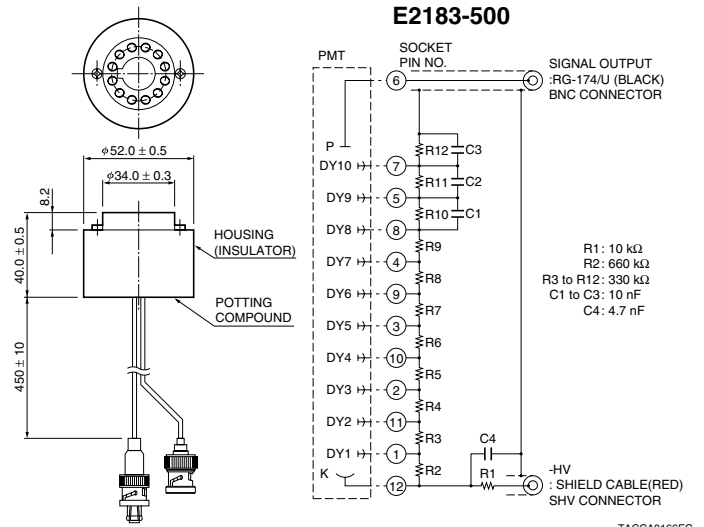 E2183-500
PMT
SOCKET
PIN NO.
SIGNAL OUTPUT
:RG-174/U (BLACK)
BNC CONNECTOR
6
P
R12
C3
DY10
7
R11
C2
DY9
5
R10
C1
DY8
8
R9
DY7
4
R8
DY6
9
R7
DY5
3
R6
DY4
10
R5
DY3
2
R4
DY2
11
R3
DY1
1
R2
K
12
C4
R1
-HV
: SHIELD CABLE(RED)
SHV CONNECTOR
R1: 10 kΩ
R2: 660 kΩ
R3 to R12: 330 kΩ
C1 to C3: 10 nF
C4: 4.7 nF
φ52.0 ± 0.5
φ34.0 ± 0.3
8.2
40.0 ± 0.5
450 ± 10
HOUSING
(INSULATOR)
POTTING
COMPOUND